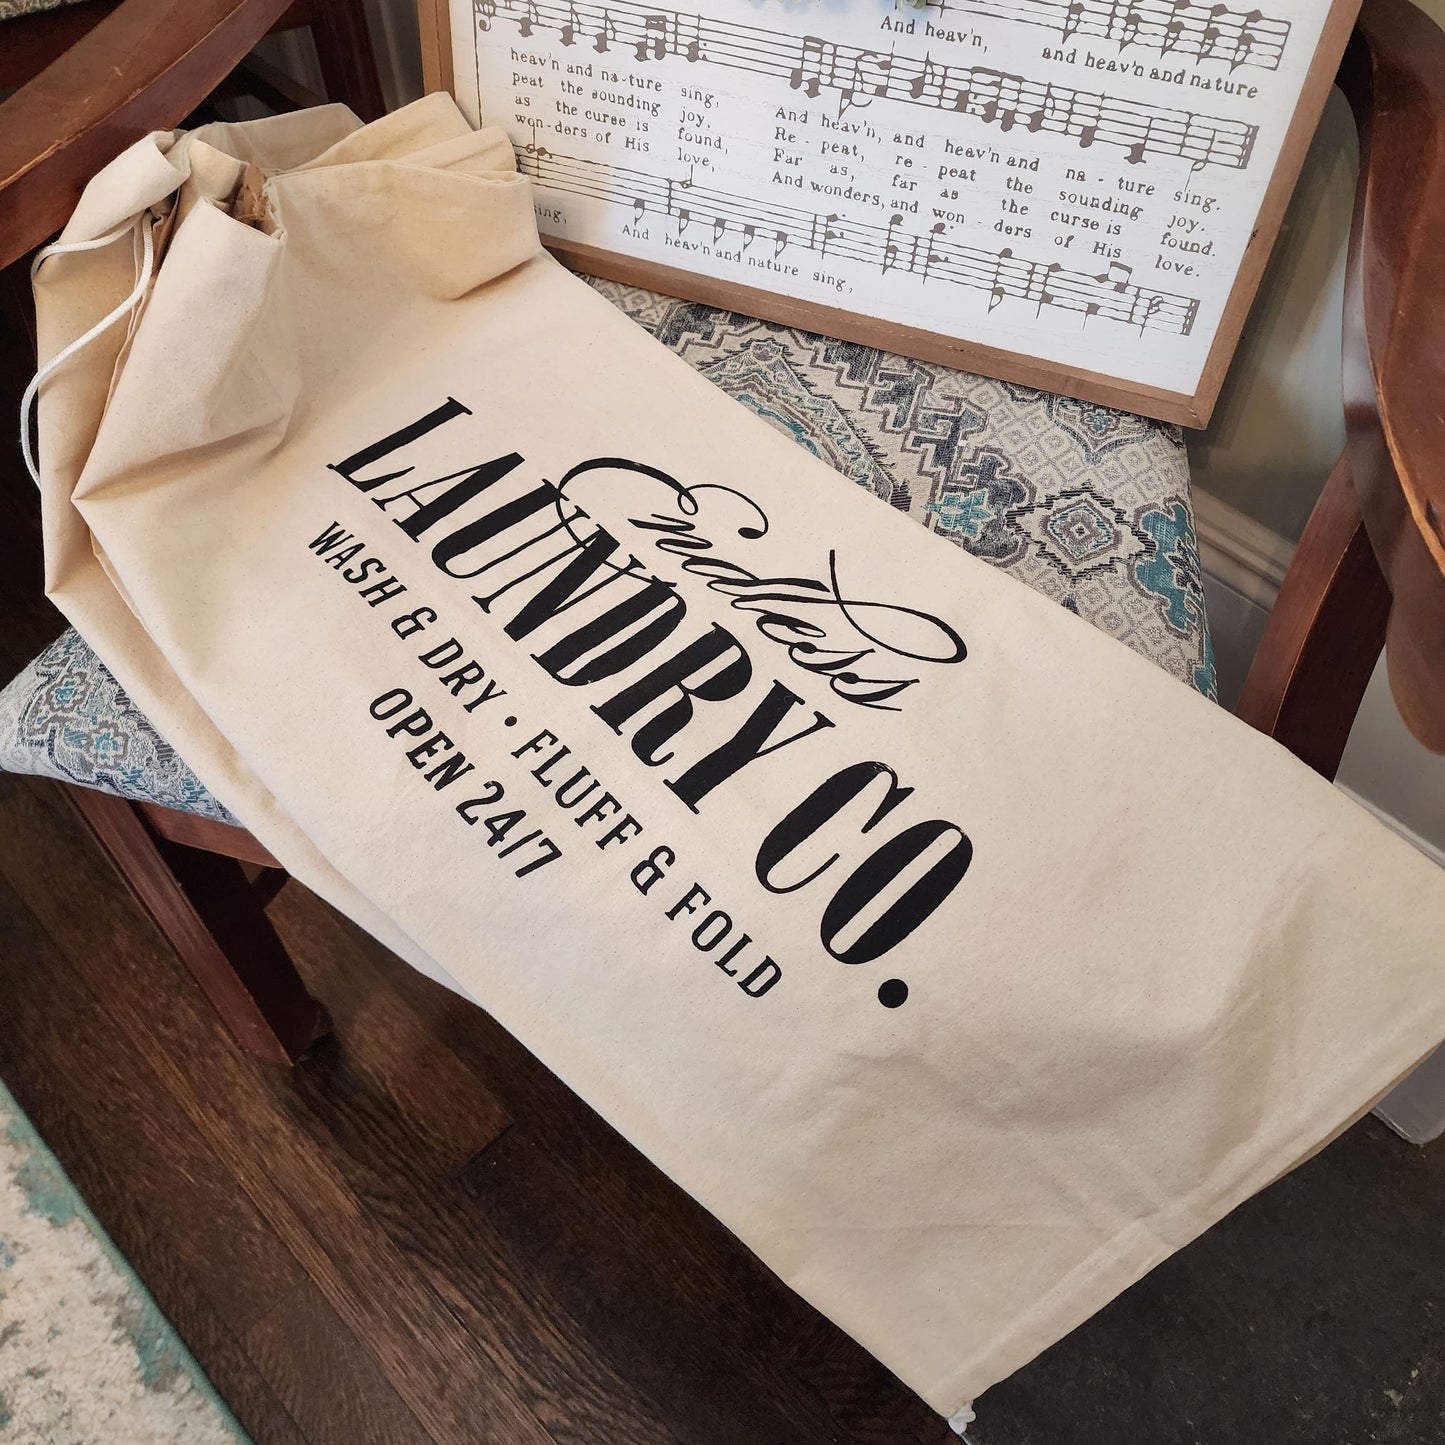 And heav'n,
and heav'n and nature
heav'n and na-ture sing,
peat the sounding joy.
as the curse is found,
won-ders of His love,
And heav'n, and heav'n and na - ture sing.
Re - peat, re - peat the sounding joy.
Far as, far as the curse is found.
And wonders, and won - ders of His love.
sing,
And heav'n and nature sing,
Endless
LAUNDRY CO.
WASH & DRY • FLUFF & FOLD
OPEN 24/7